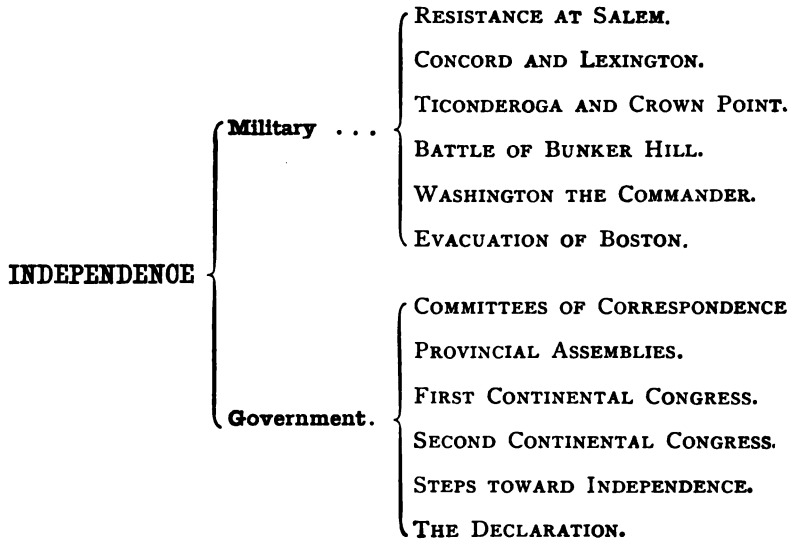 RESISTANCE AT SALEM.
CONCORD AND LEXINGTON.
TICONDEROGA AND CROWN POINT.
Military ...
BATTLE OF BUNKER HILL.
WASHINGTON THE COMMANDER.
EVACUATION OF BOSTON.
INDEPENDENCE
COMMITTEES OF CORRESPONDENCE
PROVINCIAL ASSEMBLIES.
FIRST CONTINENTAL CONGRESS.
Government.
SECOND CONTINENTAL CONGRESS.
STEPS TOWARD INDEPENDENCE.
THE DECLARATION.